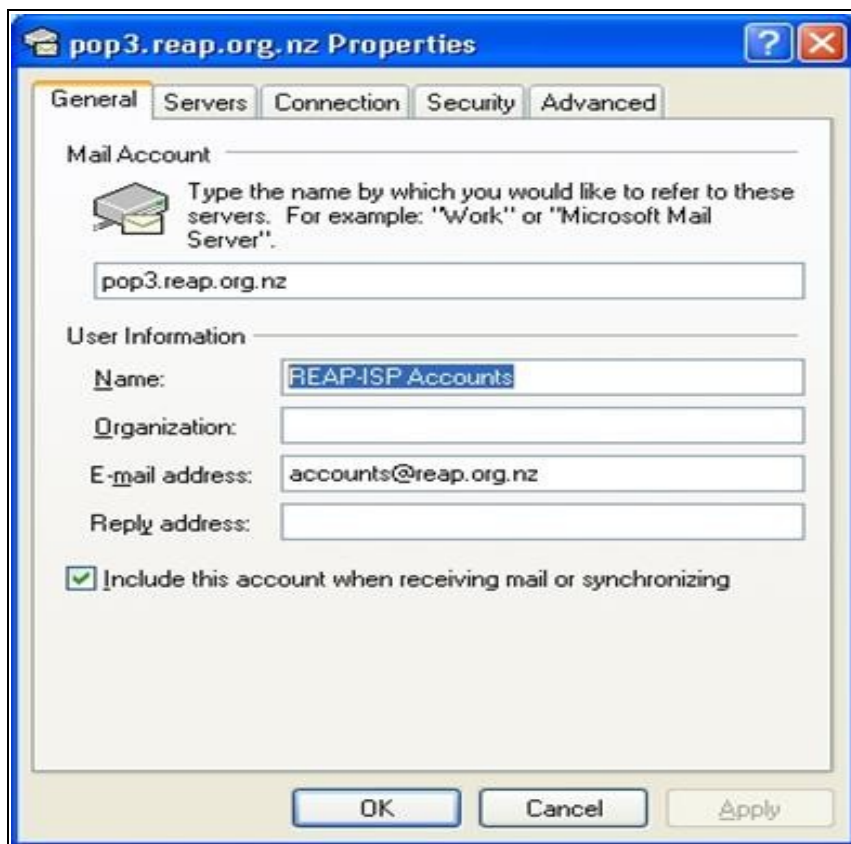 pop3.reap.org.nz Properties
General Servers Connection Security Advanced
Mail Account
Type the name by which you would like to refer to these
servers. For example: "Work" or "Microsoft Mail
Server".
pop3.reap.org.nz
User Information
Name: REAP-ISP Accounts
Organization:
E-mail address: accounts@reap.org.nz
Reply address:
Include this account when receiving mail or synchronizing
OK Cancel Apply